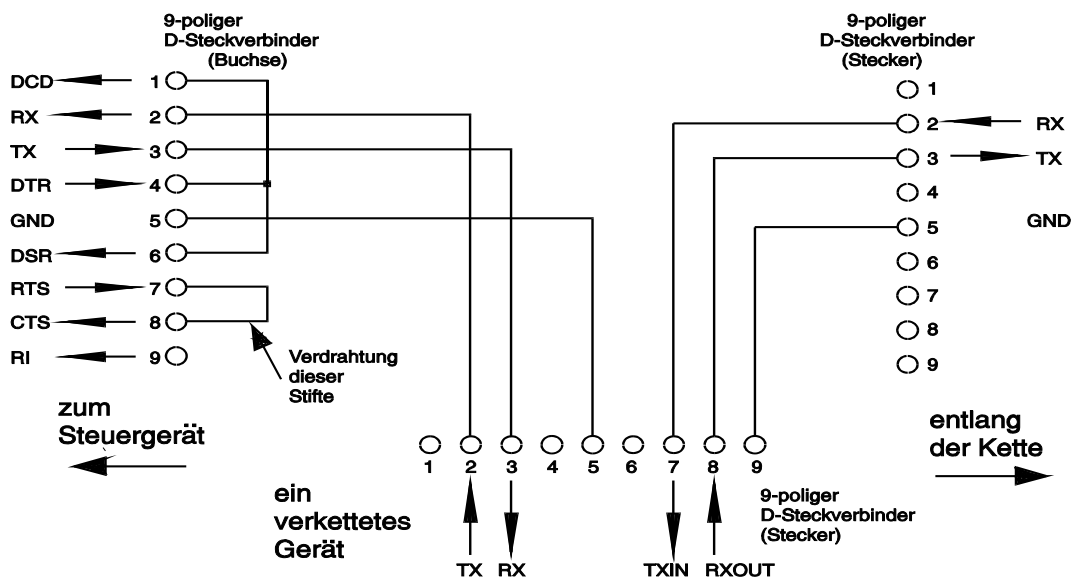 9-poliger
D-Steckverbinder
(Buchse)
DCD 1
RX 2
TX 3
DTR 4
GND 5
DSR 6
RTS 7
CTS 8
RI 9
Verdrahtung
dieser
Stifte
zum
Steuergerät
9-poliger
D-Steckverbinder
(Stecker)
1
2 RX
3 TX
4
5 GND
6
7
8
9
entlang
der Kette
1 2 3 4 5 6 7 8 9
ein
verkettetes
Gerät
9-poliger
D-Steckverbinder
(Stecker)
TX RX TXIN RXOUT